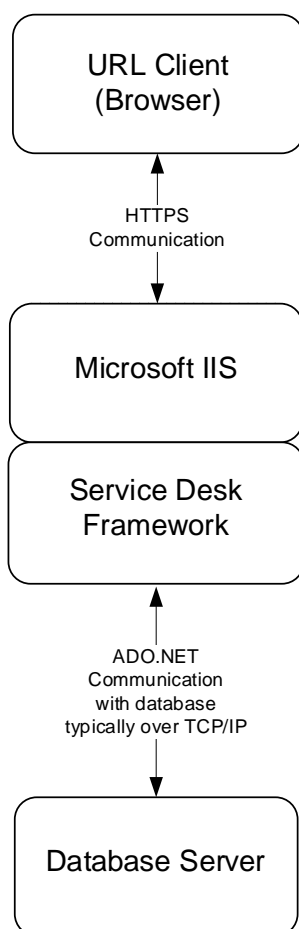 URL Client
(Browser)
HTTPS
Communication
Microsoft IIS
Service Desk
Framework
ADO.NET
Communication
with database
typically over TCP/IP
Database Server